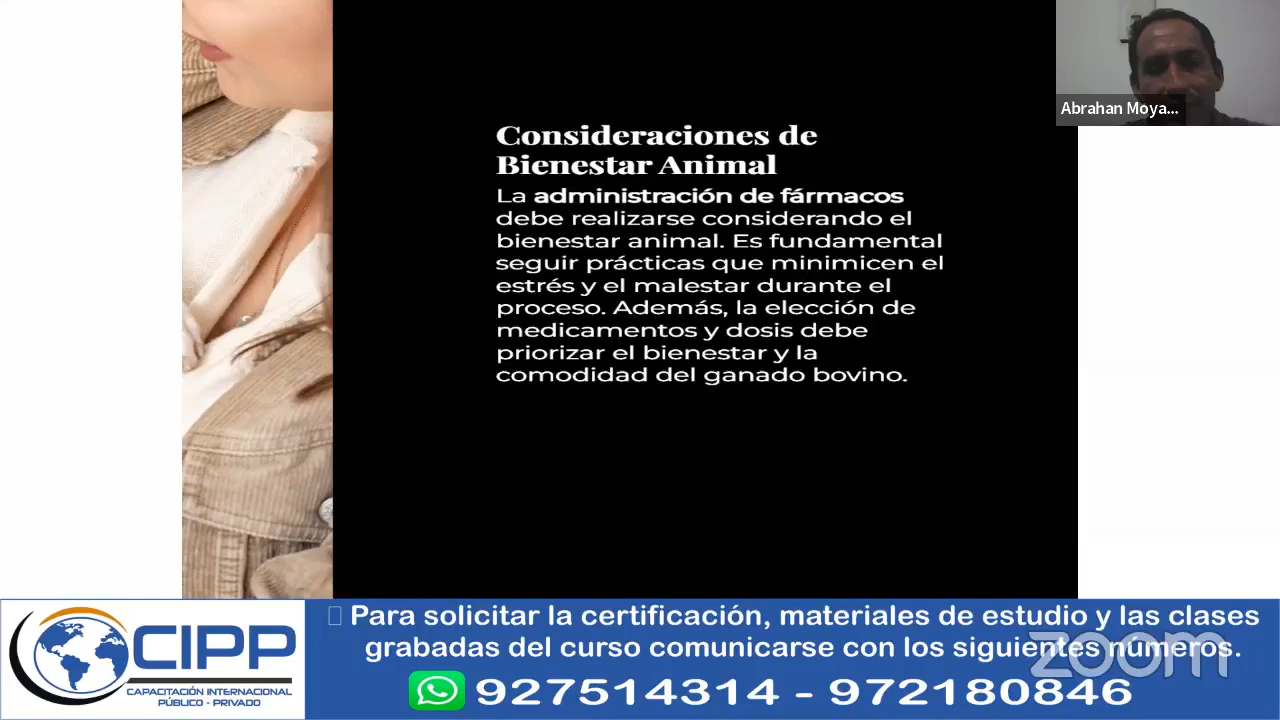 Abrahan Moya...
Consideraciones de
Bienestar Animal
La administración de fármacos
debe realizarse considerando el
bienestar animal. Es fundamental
seguir prácticas que minimicen el
estrés y el malestar durante el
proceso. Además, la elección de
medicamentos y dosis debe
priorizar el bienestar y la
comodidad del ganado bovino.
CIPP
CAPACITACIÓN INTERNACIONAL
PÚBLICO - PRIVADO
Para solicitar la certificación, materiales de estudio y las clases
grabadas del curso comunicarse con los siguientes números.
927514314 - 972180846
zoom